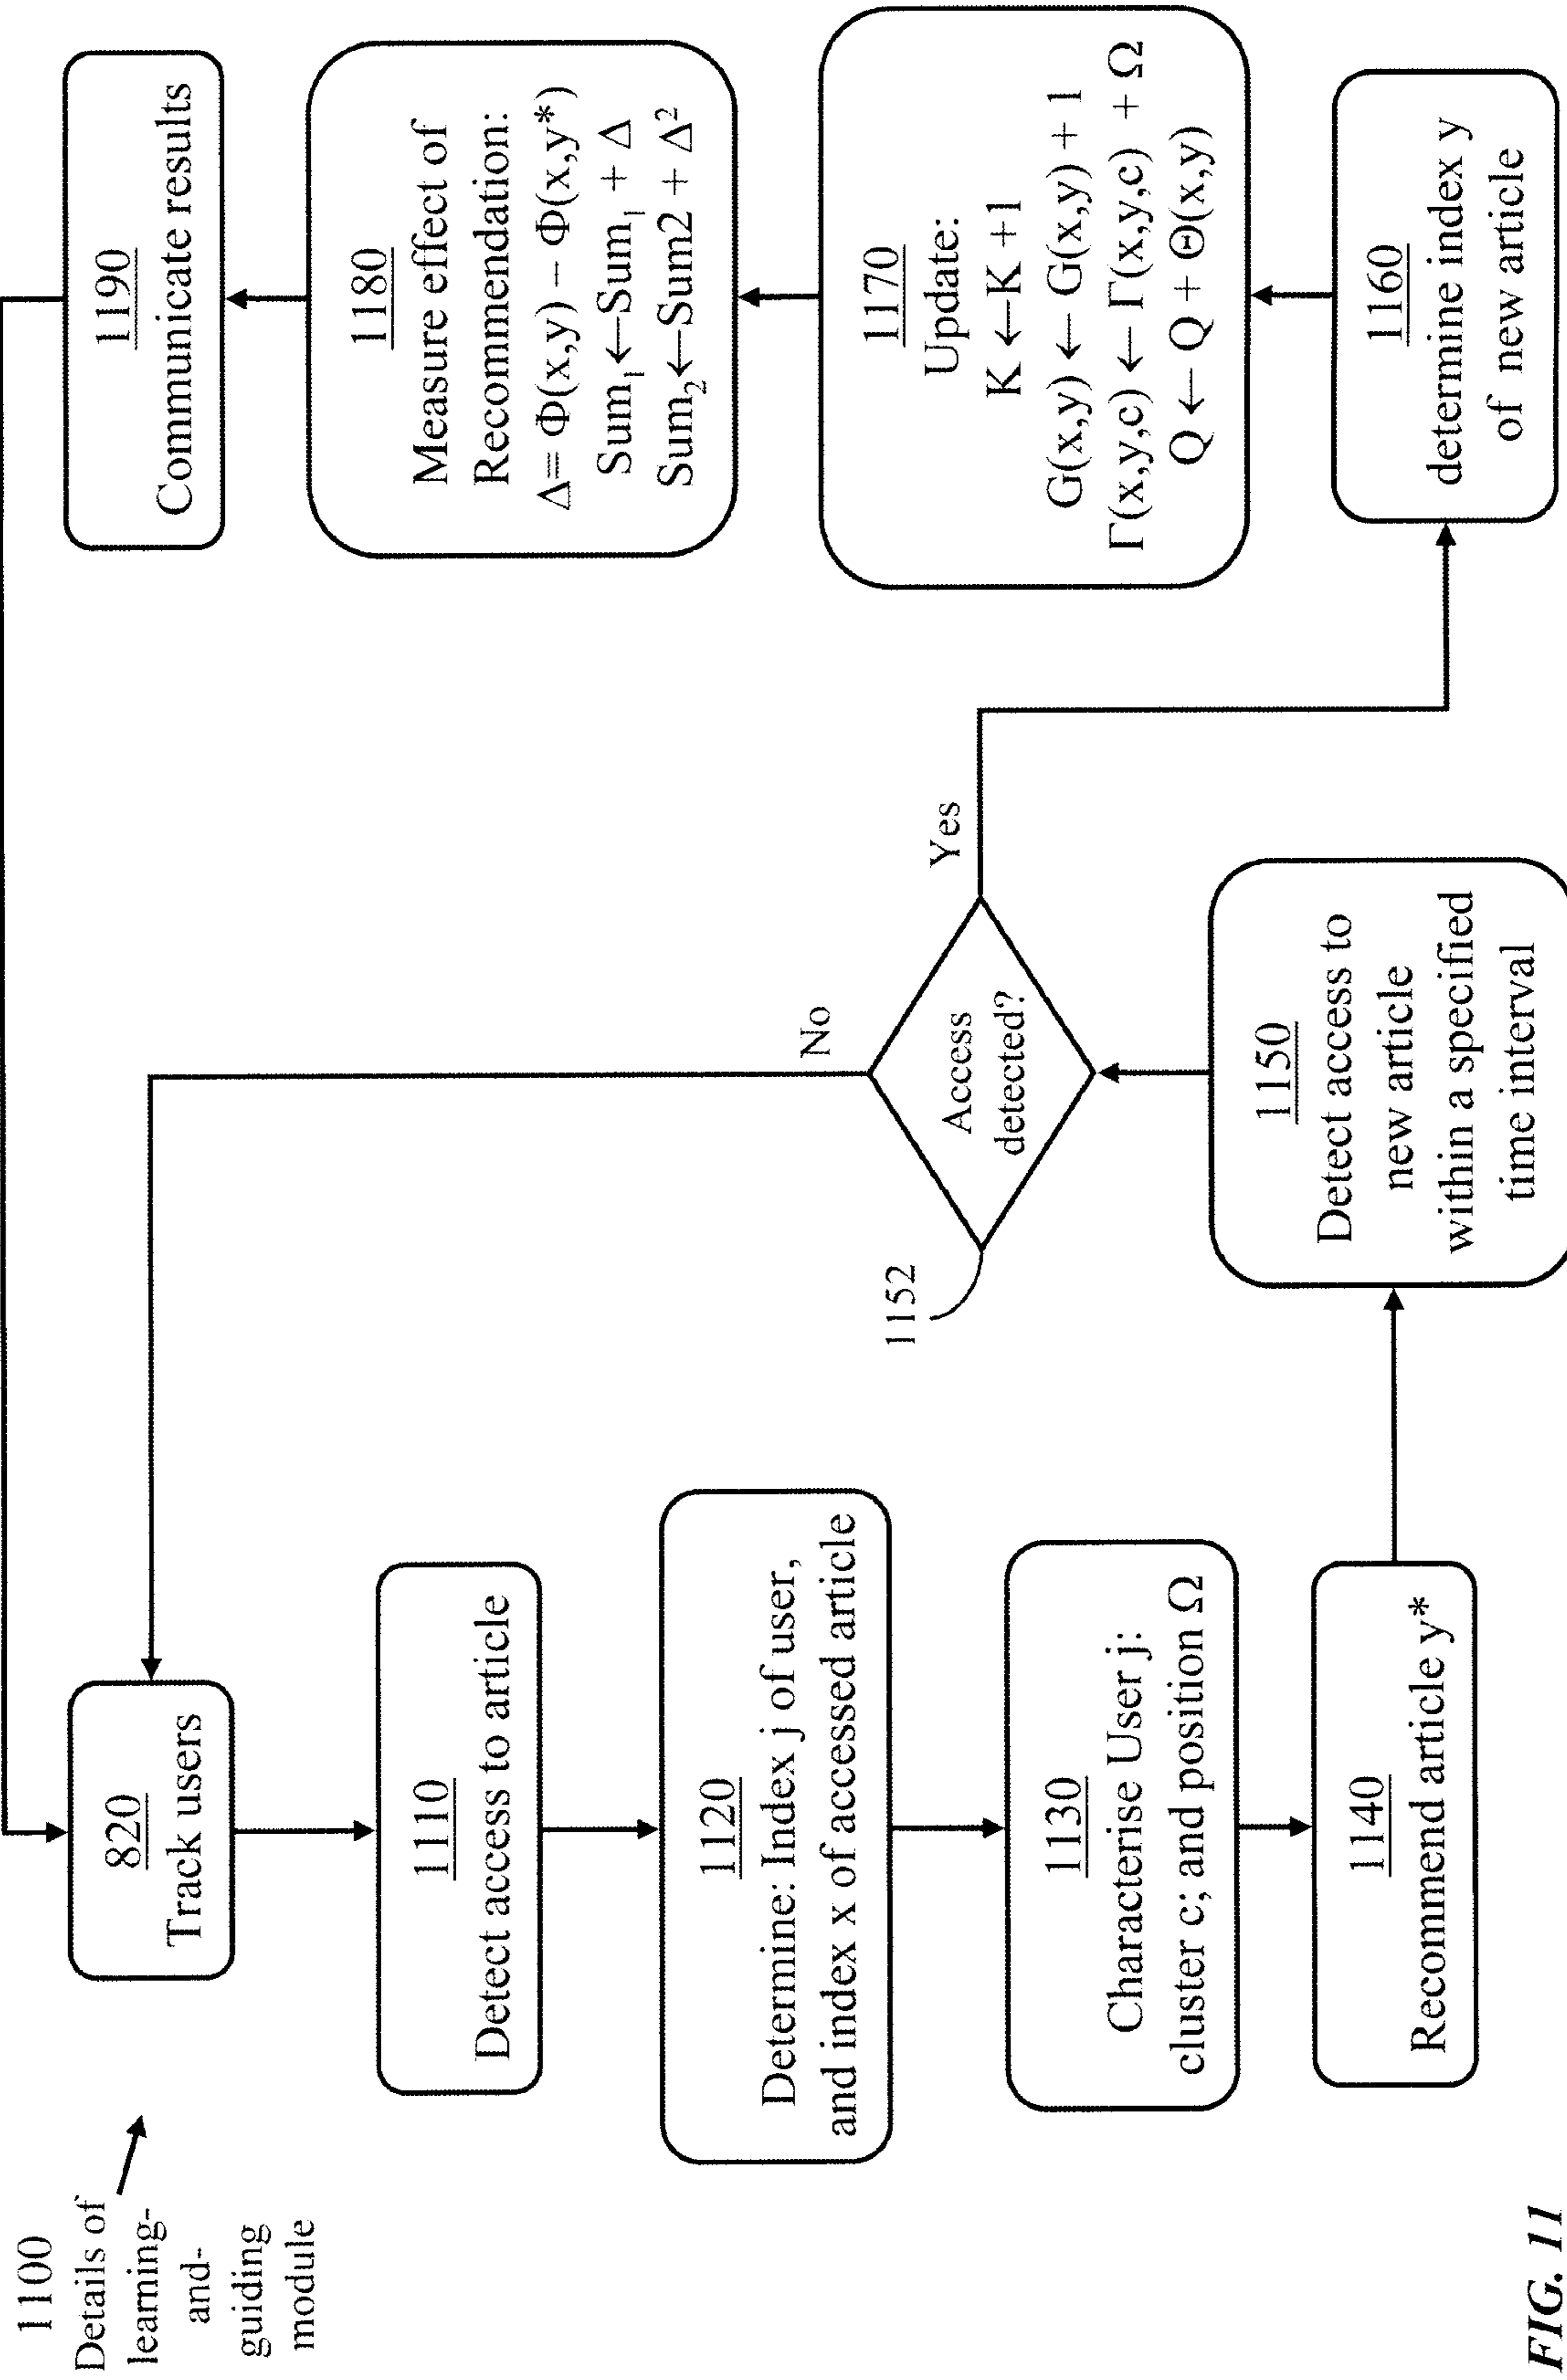 1100
Details of
learning-
and-
guiding
module
820
Track users
1110
Detect access to article
1120
Determine: Index j of user,
and index x of accessed article
1130
Characterise User j:
cluster c; and position Ω
1140
Recommend article y*
1150
Detect access to
new article
within a specified
time interval
1152
Access
detected?
No
Yes
1160
determine index y
of new article
1170
Update:
K ←K +1
G(x,y) ← G(x,y) + 1
Γ(x,y,c) ← Γ(x,y,c) + Ω
Q ← Q + Θ(x,y)
1180
Measure effect of
Recommendation:
Δ= Φ(x,y) – Φ(x,y*)
Sum₁←Sum₁ + Δ
Sum₂←Sum2 + Δ²
1190
Communicate results
FIG. 11